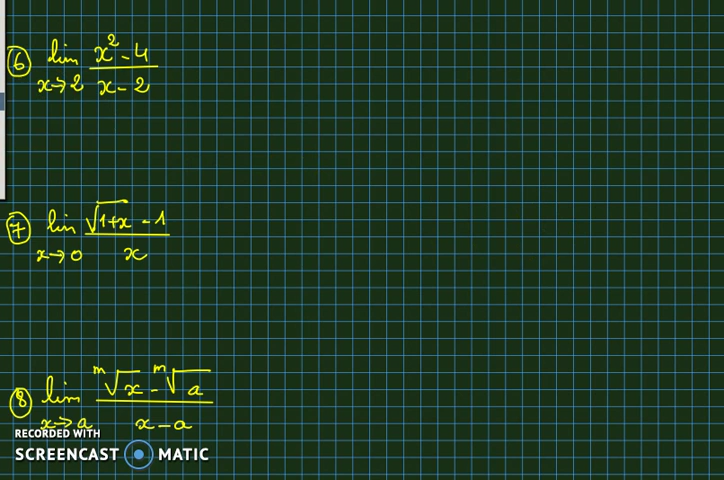 ⑥ lim x→2 (x² - 4)/(x - 2)
⑦ lim x→0 (√(1+x) - 1)/x
⑧ lim x→a (ᵐ√x - ᵐ√a)/(x - a)
RECORDED WITH
SCREENCAST MATIC